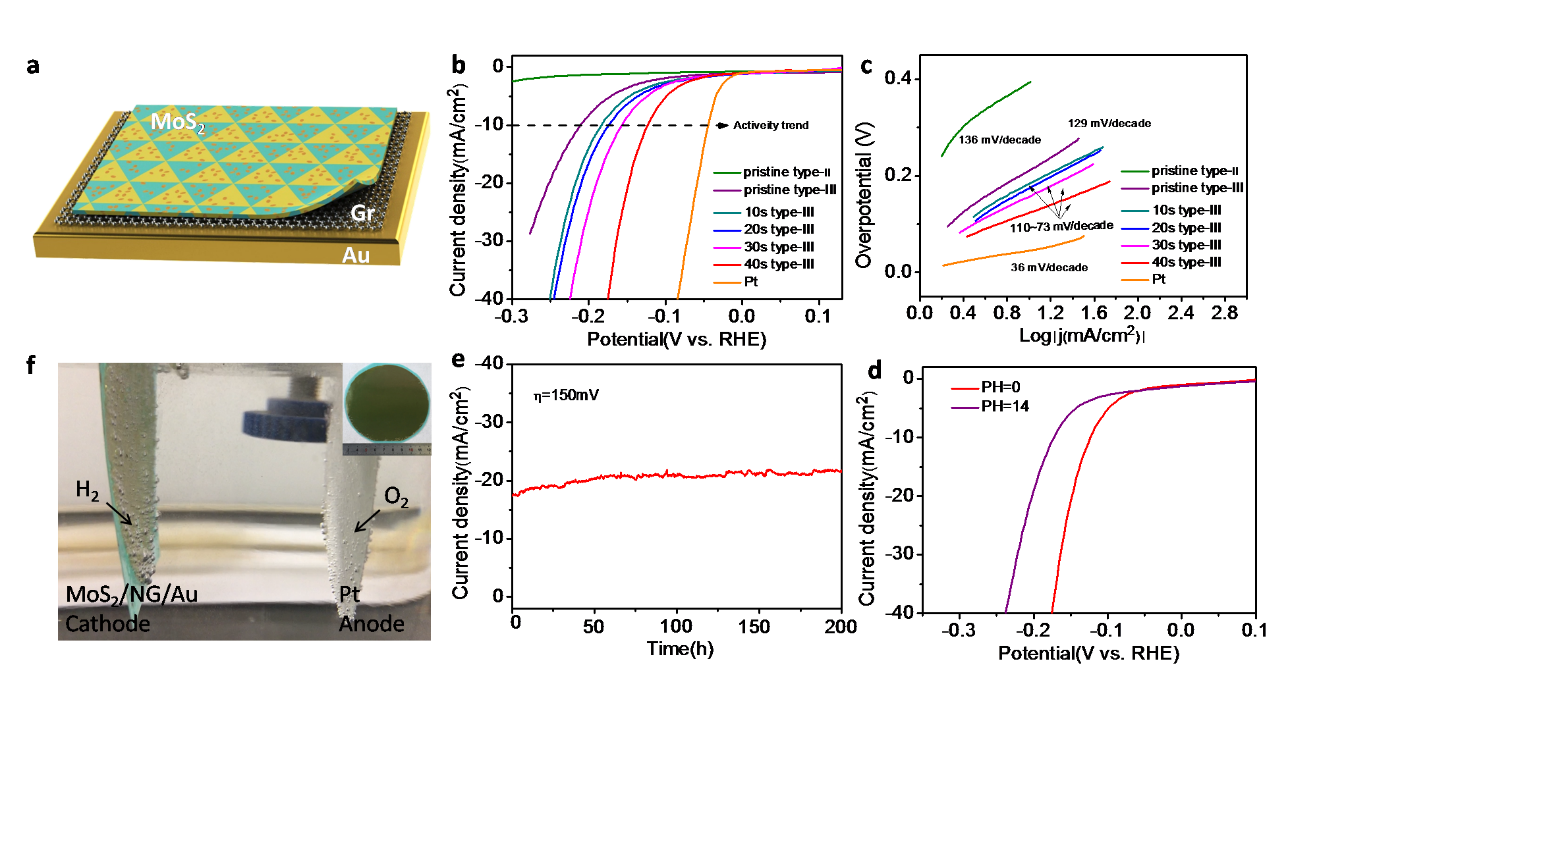 a
MoS2
Gr
Au
b
Current density(mA/cm2)
0
-10
-20
-30
-40
-0.3
-0.2
-0.1
0.0
0.1
Potential(V vs. RHE)
Activeity trend
pristine type-II
pristine type-III
10s type-III
20s type-III
30s type-III
40s type-III
Pt
c
Overpotential (V)
0.4
0.2
0.0
0.0
0.4
0.8
1.2
1.6
2.0
2.4
2.8
Log|j(mA/cm2)|
136 mV/decade
129 mV/decade
110~73 mV/decade
36 mV/decade
pristine type-II
pristine type-III
10s type-III
20s type-III
30s type-III
40s type-III
Pt
f
H2
O2
MoS2/NG/Au
Cathode
Pt
Anode
e
Current density(mA/cm2)
-40
-30
-20
-10
0
0
50
100
150
200
Time(h)
η=150mV
d
Current density(mA/cm2)
0
-10
-20
-30
-40
-0.3
-0.2
-0.1
0.0
0.1
Potential(V vs. RHE)
PH=0
PH=14